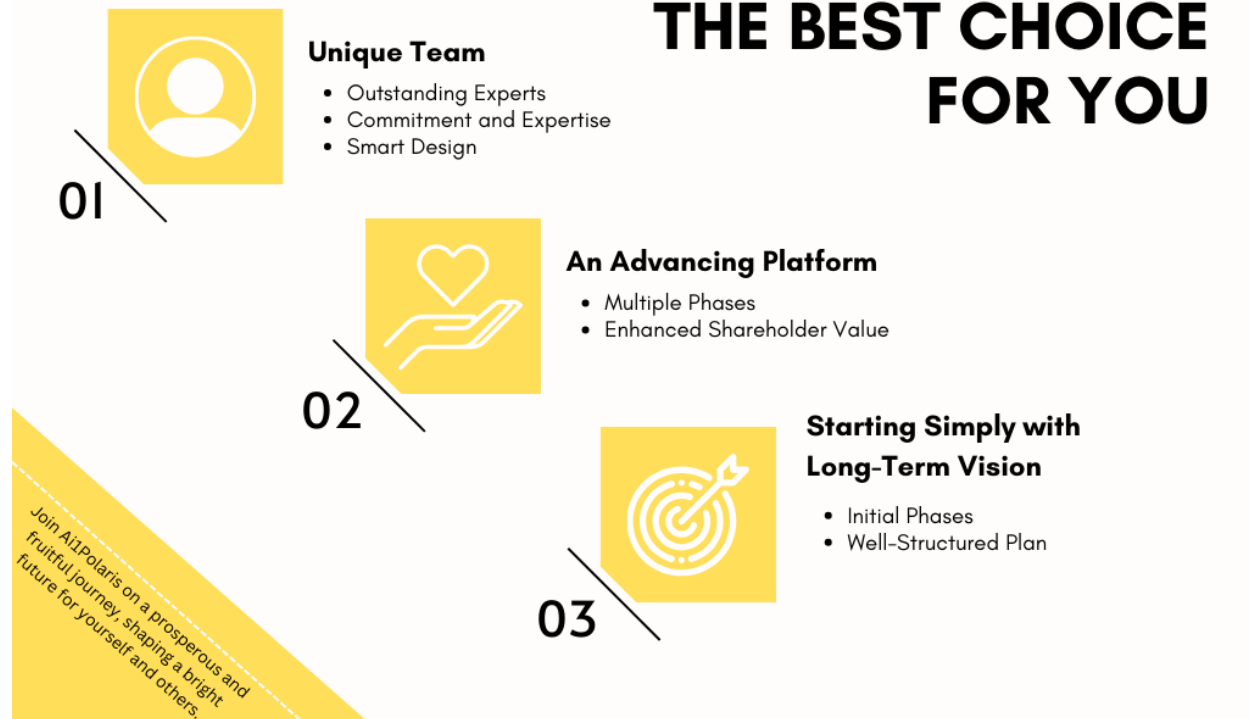 THE BEST CHOICE
FOR YOU
01
Unique Team
Outstanding Experts
Commitment and Expertise
Smart Design
02
An Advancing Platform
Multiple Phases
Enhanced Shareholder Value
03
Starting Simply with
Long-Term Vision
Initial Phases
Well-Structured Plan
Join Ai1Polaris on a prosperous and
fruitful journey, shaping a bright
future for yourself and others.